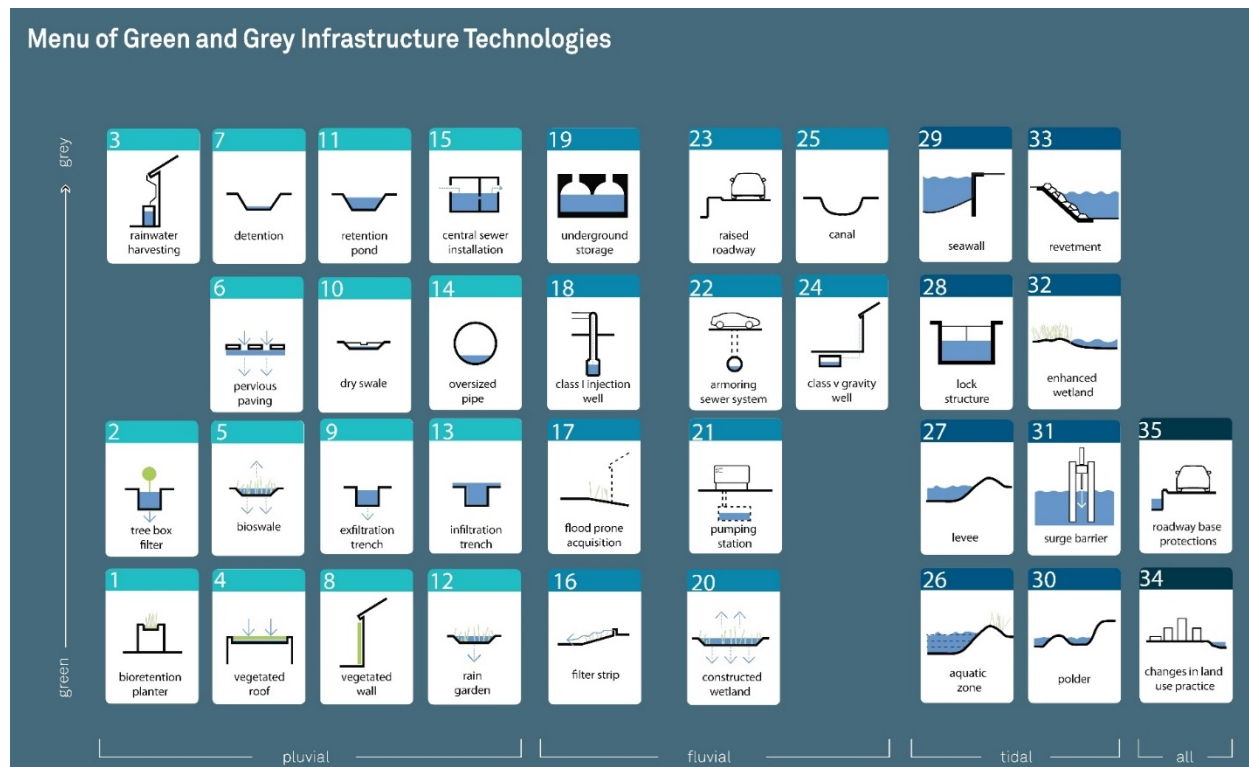 Menu of Green and Grey Infrastructure Technologies
grey
green
3
rainwater
harvesting
7
detention
11
retention
pond
15
central sewer
installation
19
underground
storage
23
raised
roadway
25
canal
29
seawall
33
revetment
6
pervious
paving
10
dry swale
14
oversized
pipe
18
class I injection
well
22
armoring
sewer system
24
class v gravity
well
28
lock
structure
32
enhanced
wetland
2
tree box
filter
5
bioswale
9
exfiltration
trench
13
infiltration
trench
17
flood prone
acquisition
21
pumping
station
27
levee
31
surge barrier
35
roadway base
protections
1
bioretention
planter
4
vegetated
roof
8
vegetated
wall
12
rain
garden
16
filter strip
20
constructed
wetland
26
aquatic
zone
30
polder
34
changes in land
use practice
pluvial
fluvial
tidal
all